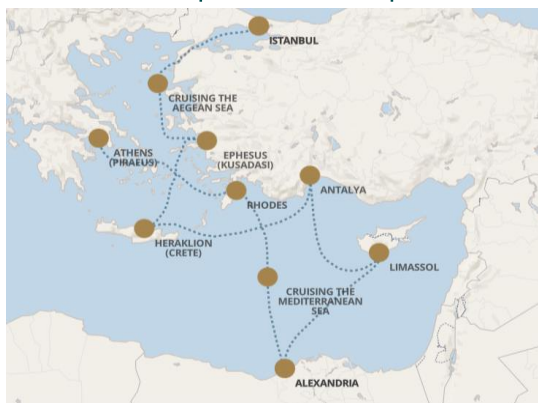 ISTANBUL
CRUISING THE
AEGEAN SEA
ATHENS
(PIRAEUS)
EPHESUS
(KUSADASI)
ANTALYA
RHODES
HERAKLION
(CRETE)
LIMASSOL
CRUISING THE
MEDITERRANEAN
SEA
ALEXANDRIA